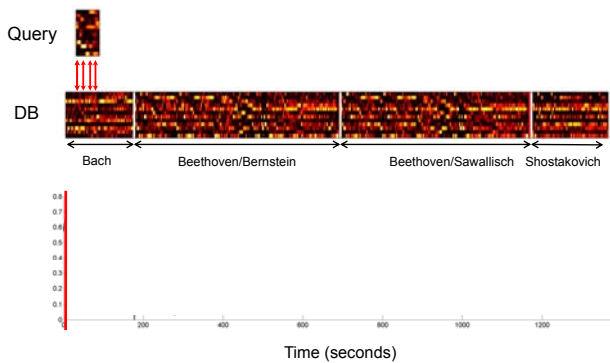 Query
DB
Bach
Beethoven/Bernstein
Beethoven/Sawallisch
Shostakovich
0.8
0.7
0.6
0.5
0.4
0.3
0.2
0.1
0
0
200
400
600
800
1000
1200
Time (seconds)